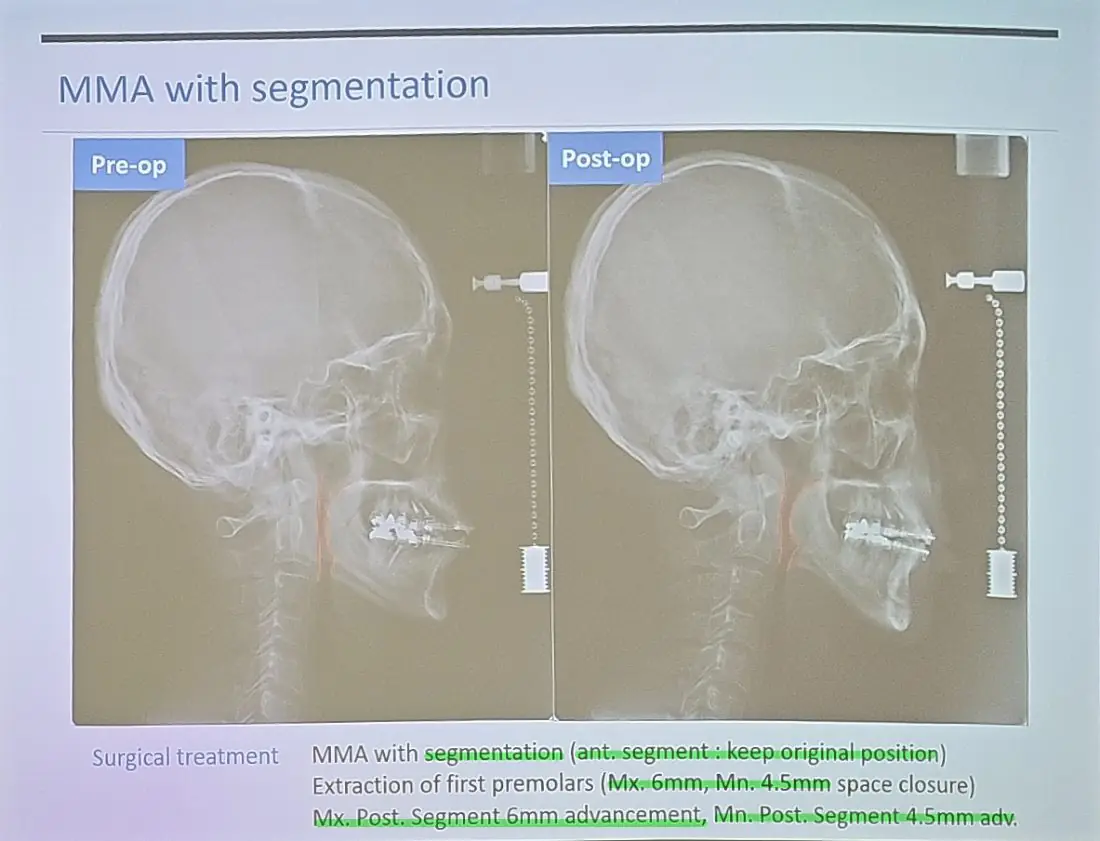 MMA with segmentation
Pre-op
Post-op
Surgical treatment
MMA with segmentation (ant. segment : keep original position)
Extraction of first premolars (Mx. 6mm, Mn. 4.5mm space closure)
Mx. Post. Segment 6mm advancement, Mn. Post. Segment 4.5mm adv.